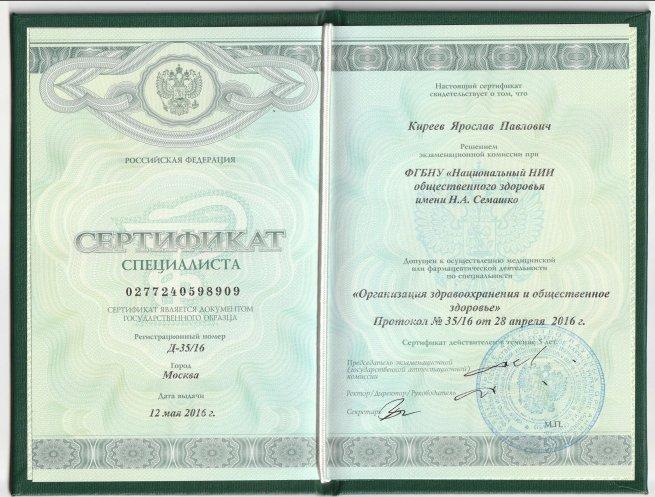 РОССИЙСКАЯ ФЕДЕРАЦИЯ
СЕРТИФИКАТ
СПЕЦИАЛИСТА
0277240598909
СЕРТИФИКАТ ЯВЛЯЕТСЯ ДОКУМЕНТОМ
ГОСУДАРСТВЕННОГО ОБРАЗЦА
Регистрационный номер
Д-35/16
Город
Москва
Дата выдачи
12 мая 2016 г.
Настоящий сертификат
свидетельствует о том, что
Киреев Ярослав Павлович
Решением
экзаменационной комиссии при
ФГБНУ «Национальный НИИ
общественного здоровья
имени Н.А. Семашко
Допущен к осуществлению медицинской
или фармацевтической деятельности
по специальности
«Организация здравоохранения и общественное
здоровье»
Протокол № 35/16 от 28 апреля 2016 г.
Сертификат действителен в течение 5 лет.
Председатель экзаменационной
(государственной аттестационной)
комиссии
Ректор/Директор/Руководитель
Секретарь
М.П.